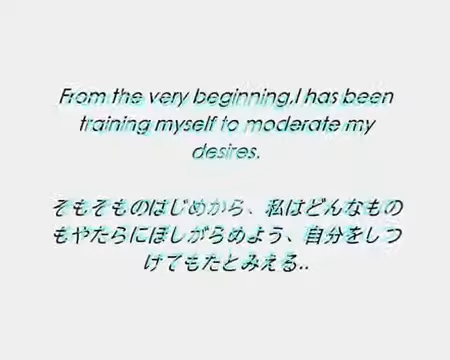 From the very beginning,I has been
training myself to moderate my
desires.
そもそものはじめから、私はどんなもの
もやたらにほしがらめよう、自分をしつ
けてもたとみえる..